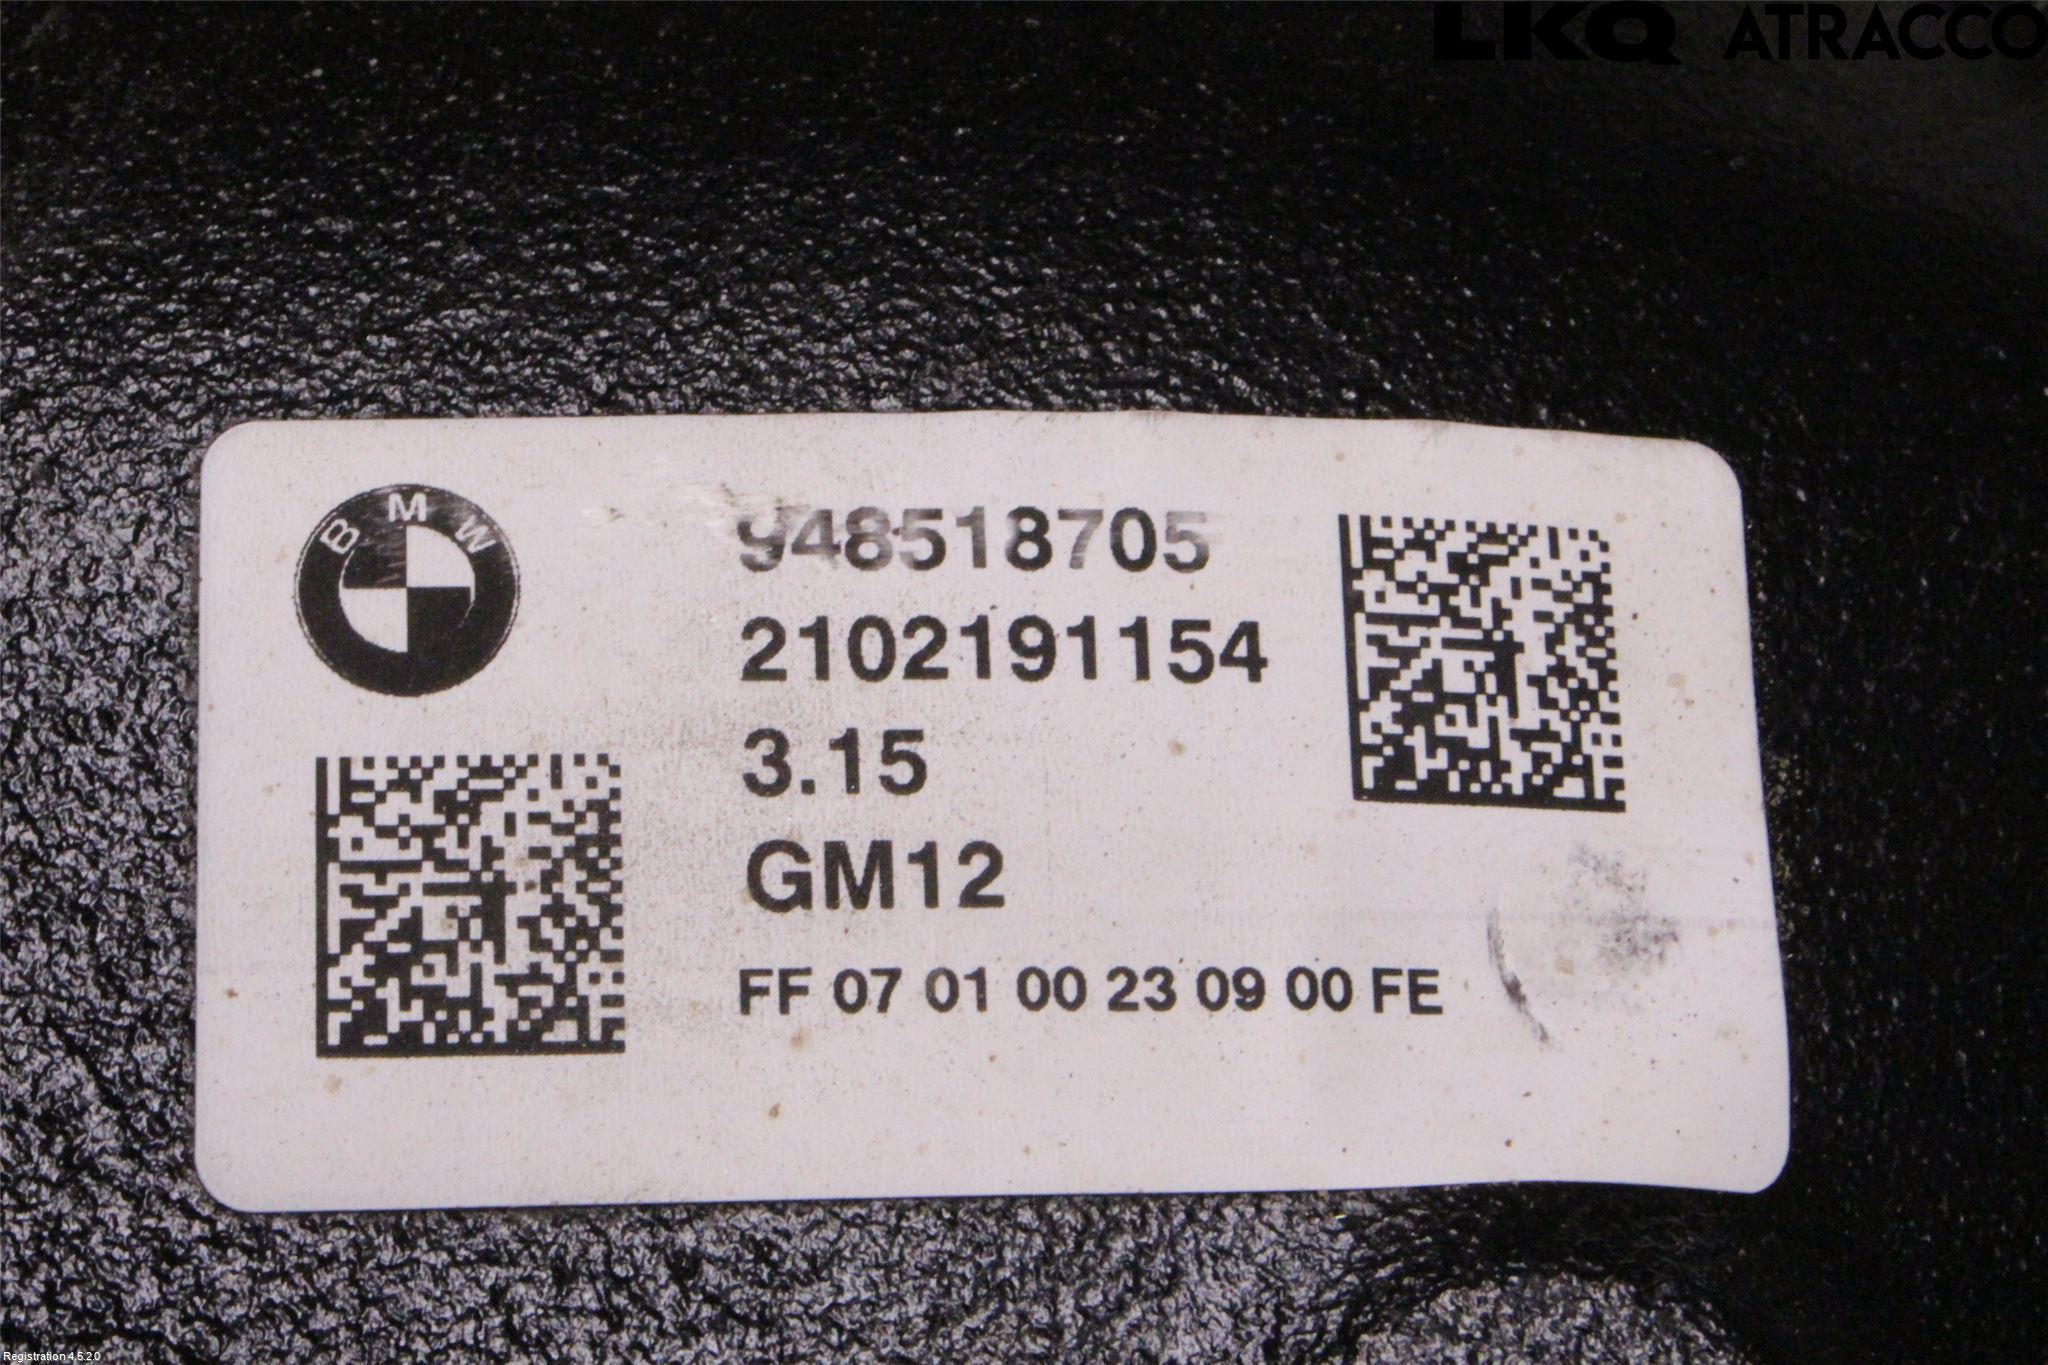 LKQ ATRACCO
BMW
948518705
2102191154
3.15
GM12
FF 07 01 00 23 09 00 FE
Registration 4.5.2.0